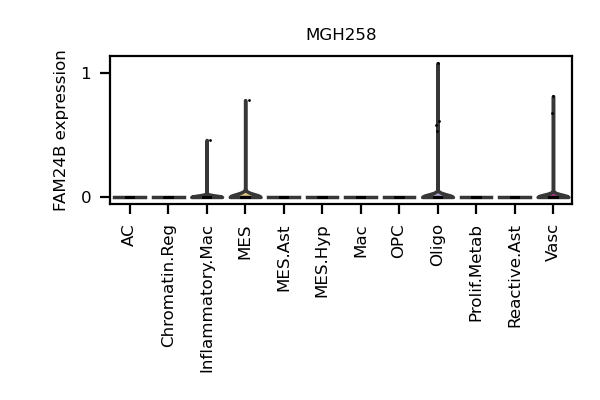 MGH258
FAM24B expression
1
0
AC
Chromatin.Reg
Inflammatory.Mac
MES
MES.Ast
MES.Hyp
Mac
OPC
Oligo
Prolif.Metab
Reactive.Ast
Vasc